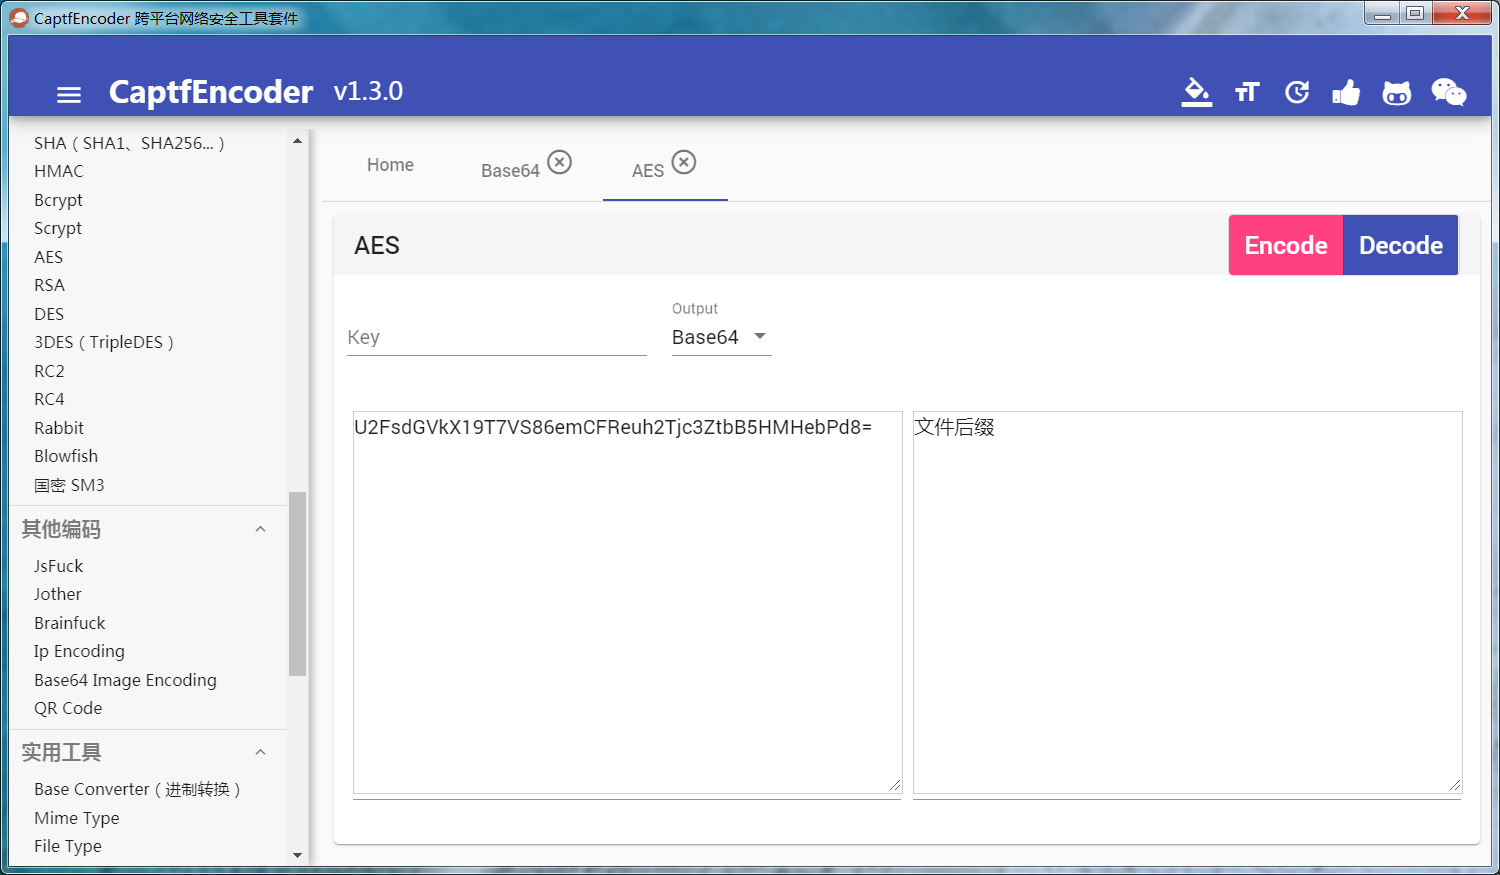 CaptfEncoder 跨平台网络安全工具套件
CaptfEncoder v1.3.0
SHA（SHA1、SHA256...）
HMAC
Bcrypt
Scrypt
AES
RSA
DES
3DES（TripleDES）
RC2
RC4
Rabbit
Blowfish
国密 SM3
其他编码
JsFuck
Jother
Brainfuck
Ip Encoding
Base64 Image Encoding
QR Code
实用工具
Base Converter（进制转换）
Mime Type
File Type
Home Base64 AES
AES Encode Decode
Output
Key Base64
U2FsdGVkX19T7VS86emCFReuh2Tjc3ZtbB5HMHebPd8=
文件后缀